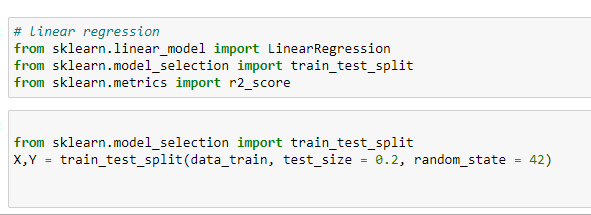 # linear regression
from sklearn.linear_model import LinearRegression
from sklearn.model_selection import train_test_split
from sklearn.metrics import r2_score
from sklearn.model_selection import train_test_split
X,Y = train_test_split(data_train, test_size = 0.2, random_state = 42)